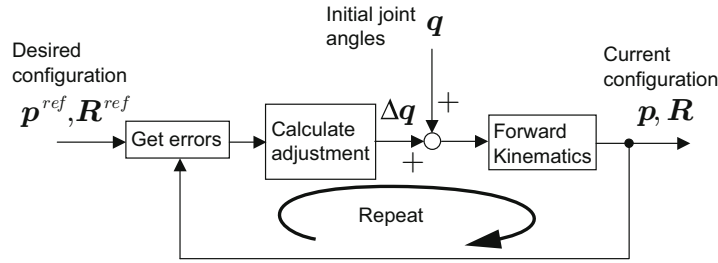 Initial joint
angles q
Desired
configuration
p^ref, R^ref
Get errors
Calculate
adjustment
Δq
+
+
Forward
Kinematics
Current
configuration
p, R
Repeat